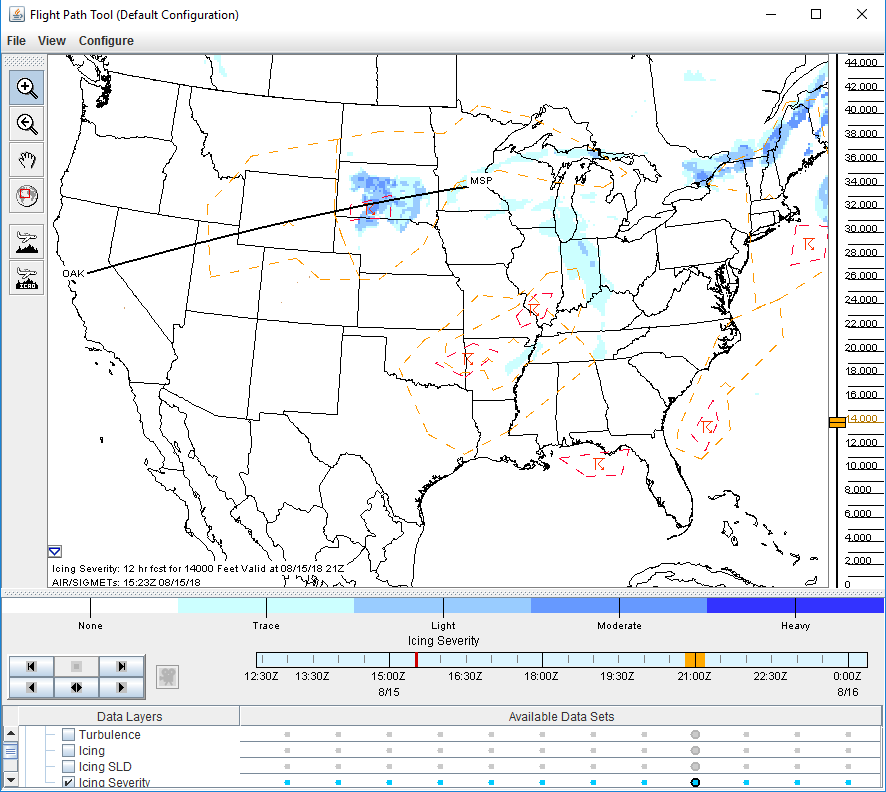 Flight Path Tool (Default Configuration)
File View Configure
44.000
42.000
40.000
38.000
36.000
34.000
32.000
30.000
28.000
26.000
24.000
22.000
20.000
18.000
16.000
14.000
12.000
10.000
8.000
6.000
4.000
2.000
0
MSP
OAK
ZERO
Icing Severity: 12 hr fcst for 14000 Feet Valid at 08/15/18 21Z
AIR/SIGMETs: 15:23Z 08/15/18
None Trace Light Moderate Heavy
Icing Severity
12:30Z 13:30Z 15:00Z 16:30Z 18:00Z 19:30Z 21:00Z 22:30Z 0:00Z
8/15 8/16
Data Layers Available Data Sets
Turbulence
Icing
Icing SLD
Icing Severity